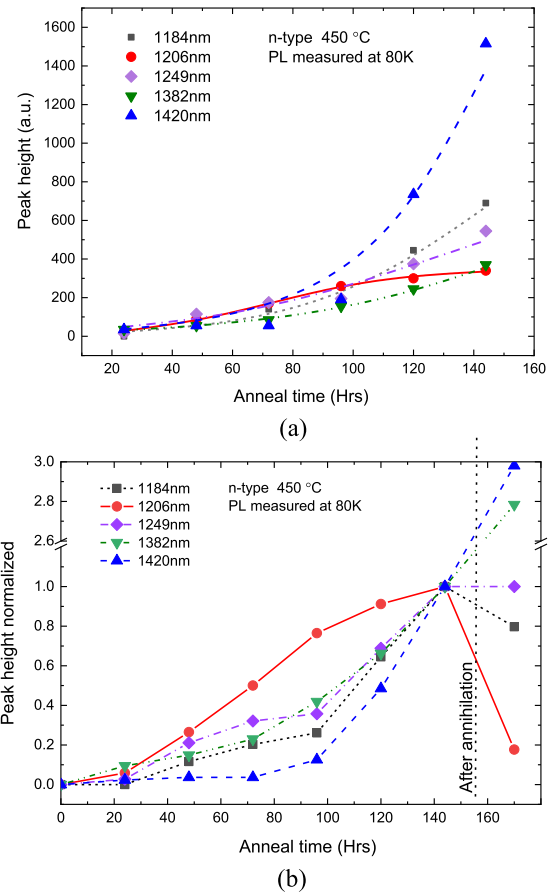 1184nm
1206nm
1249nm
1382nm
1420nm
n-type 450 °C
PL measured at 80K
1600
1400
1200
1000
800
600
400
200
0
Peak height (a.u.)
20 40 60 80 100 120 140 160
Anneal time (Hrs)
(a)
1184nm
1206nm
1249nm
1382nm
1420nm
n-type 450 °C
PL measured at 80K
3.0
2.8
2.6
1.0
0.8
0.6
0.4
0.2
0.0
Peak height normalized
After annihilation
0 20 40 60 80 100 120 140 160
Anneal time (Hrs)
(b)